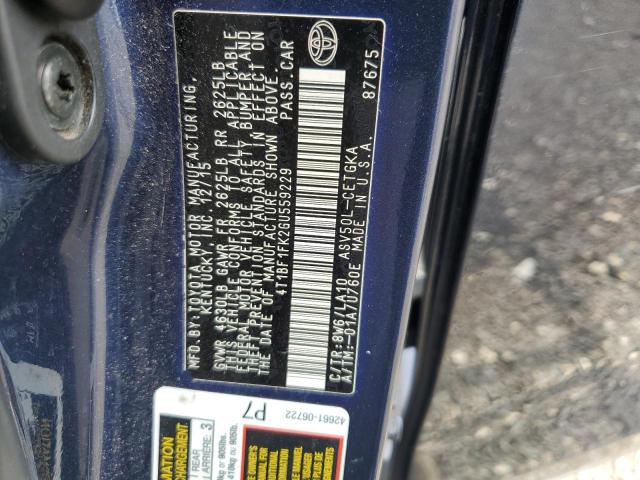 MFD.BY:TOYOTA MOTOR MANUFACTURING,
KENTUCKY, INC. 12/15
GVWR 4630LB GAWR FR 2625LB RR 2625LB
THIS VEHICLE CONFORMS TO ALL APPLICABLE
FEDERAL MOTOR VEHICLE SAFETY, BUMPER AND
THEFT PREVENTION STANDARDS IN EFFECT ON
THE DATE OF MANUFACTURE SHOWN ABOVE.
4T1BF1FK2GU559229 PASS.CAR
C/TR:8W6/LA10 ASV50L-CETGKA
A/TM:-01A/U760E MADE IN U.S.A.
87675
P7
42661-06722
3